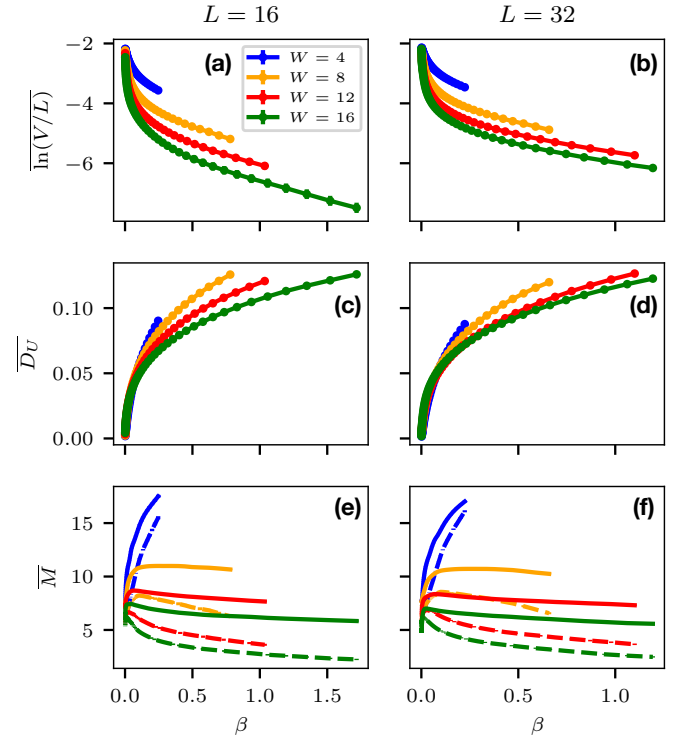 L = 16
L = 32
ln(V/L)
−2
−4
−6
(a)
W = 4
W = 8
W = 12
W = 16
(b)
D_U
0.10
0.05
0.00
(c)
(d)
M
15
10
5
(e)
(f)
0.0 0.5 1.0 1.5
0.0 0.5 1.0
β
β